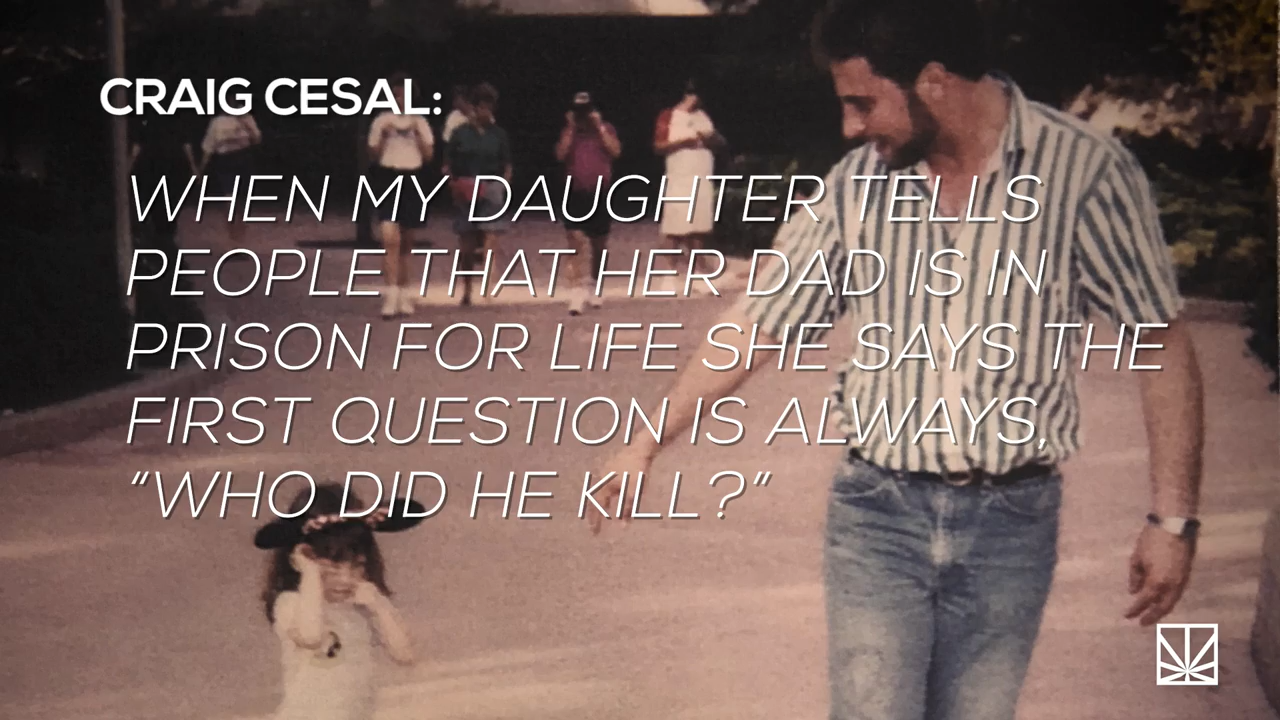 CRAIG CESAL:
WHEN MY DAUGHTER TELLS
PEOPLE THAT HER DAD IS IN
PRISON FOR LIFE SHE SAYS THE
FIRST QUESTION IS ALWAYS,
“WHO DID HE KILL?”